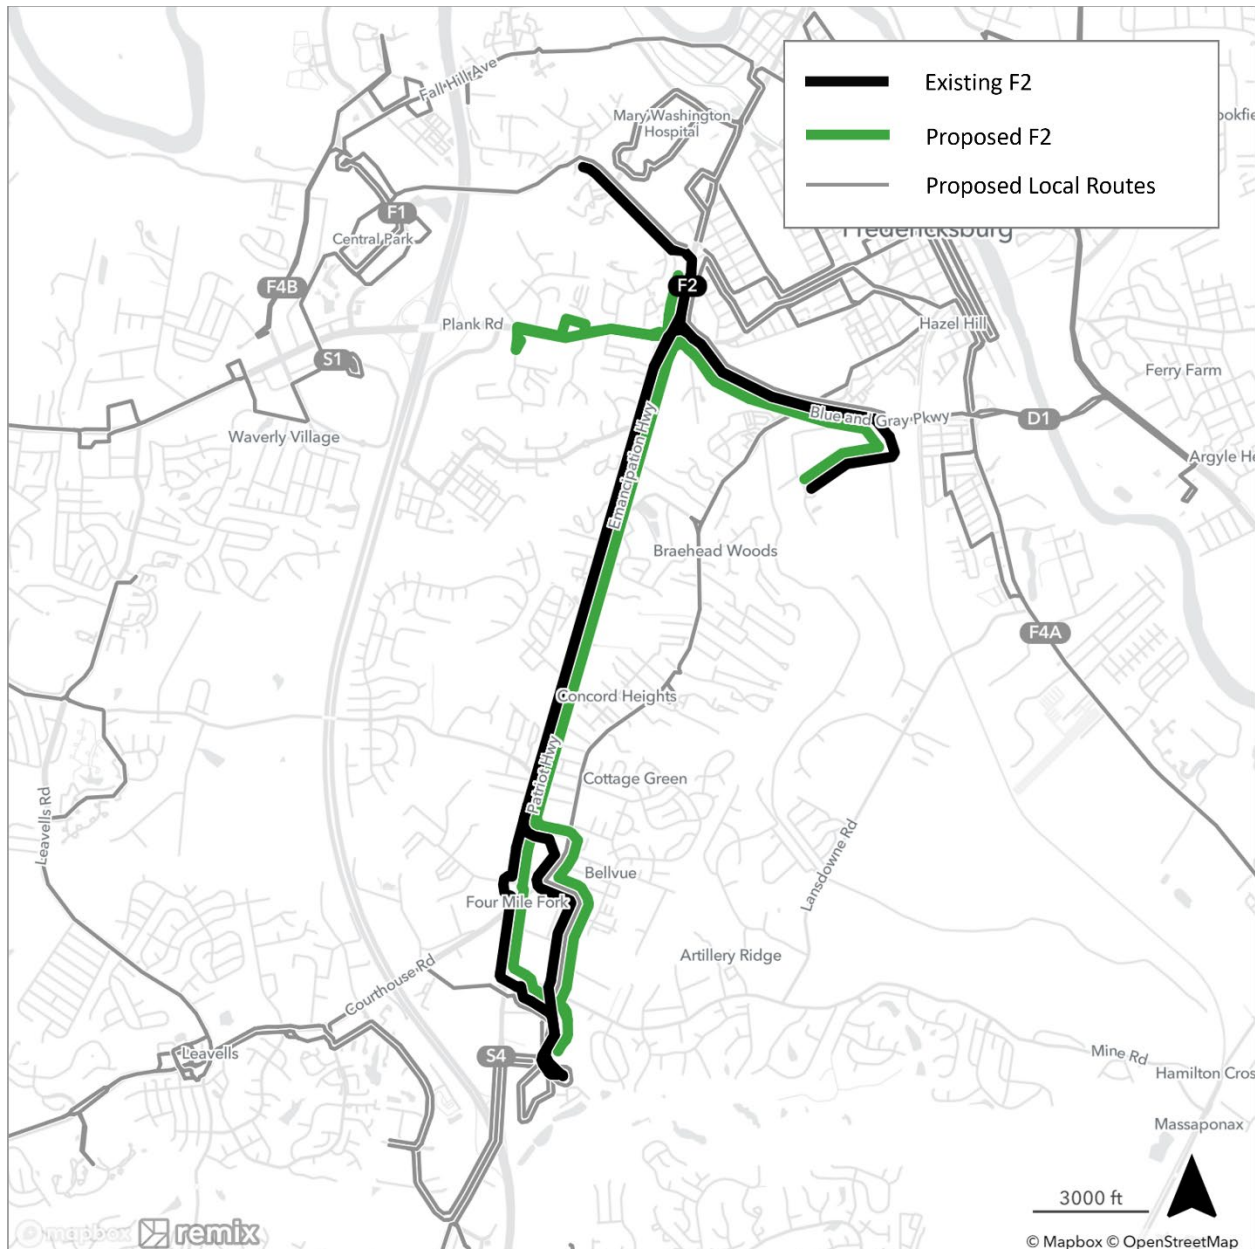 Existing F2
Proposed F2
Proposed Local Routes
Fall Hill Ave
Mary Washington
Hospital
F1
Central Park
Fredericksburg
F4B
F2
Plank Rd
Hazel Hill
S1
Ferry Farm
Waverly Village
Blue and Gray Pkwy
D1
Emancipation Hwy
Braehead Woods
F4A
Concord Heights
Patriot Hwy
Cottage Green
Leavells Rd
Bellvue
Lansdowne Rd
Four Mile Fork
Artillery Ridge
Courthouse Rd
Leavells
S4
Mine Rd
Hamilton Cros
Massaponax
3000 ft
mapbox
remix
© Mapbox © OpenStreetMap